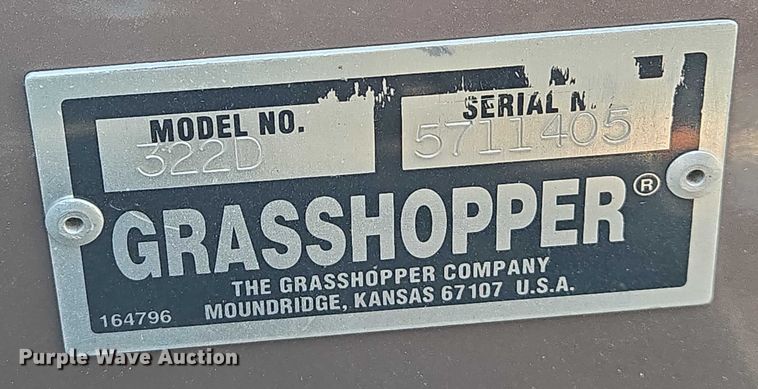 MODEL NO.
322D
SERIAL N.
5711405
GRASSHOPPER®
THE GRASSHOPPER COMPANY
MOUNDRIDGE, KANSAS 67107 U.S.A.
164796
Purple Wave Auction